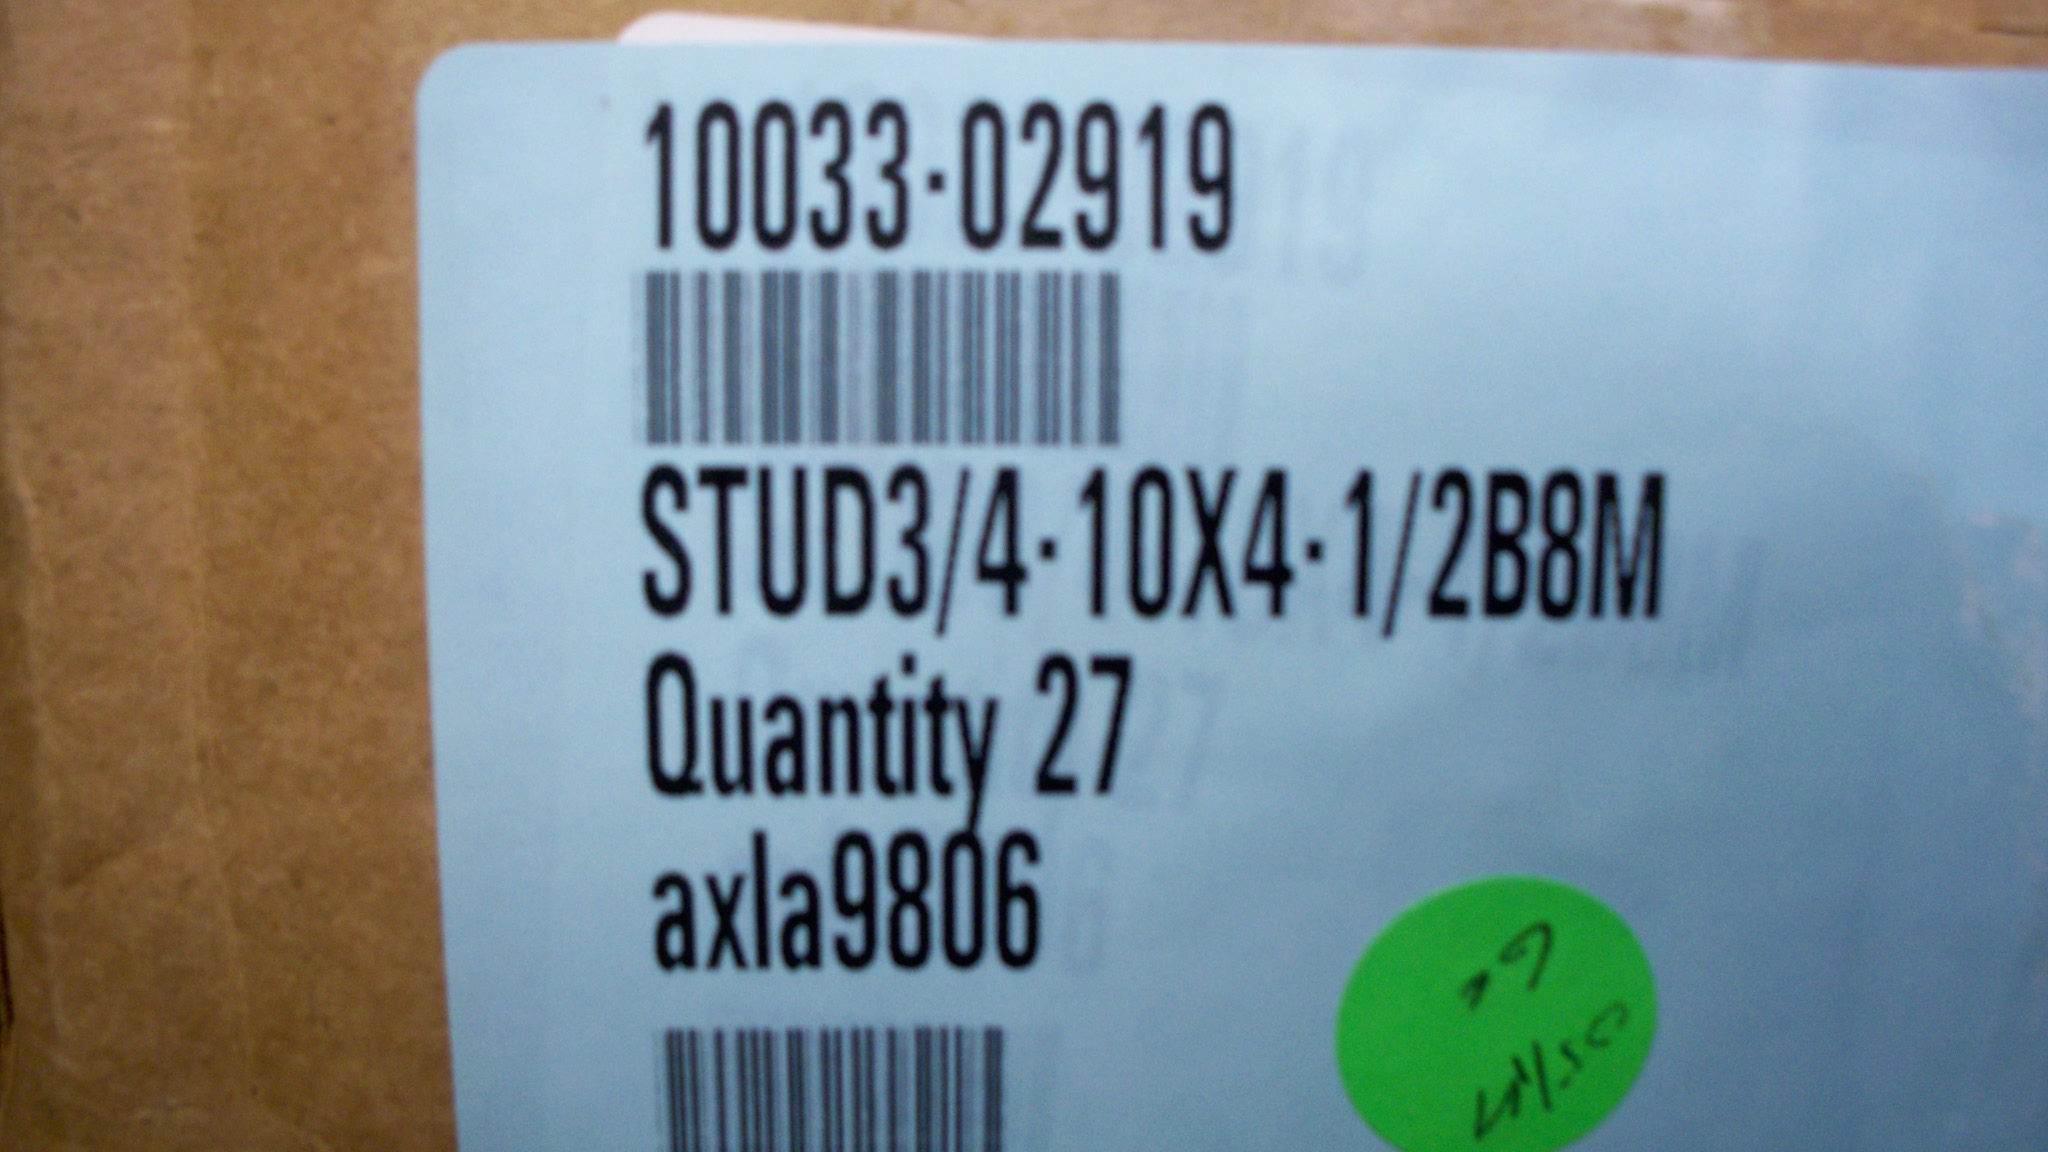 10033-02919
STUD3/4-10X4-1/2B8M
Quantity 27
axla9806